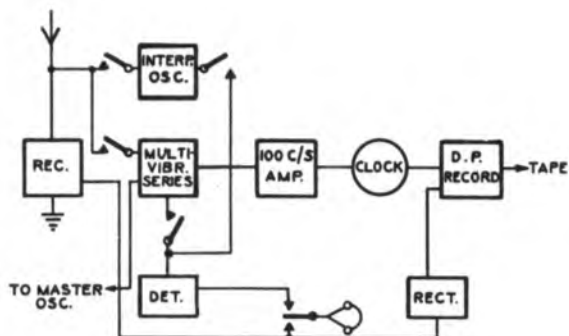 INTERP.
OSC.
REC.
MULTI-
VIBR.
SERIES
100 C/S
AMP.
CLOCK
D. P.
RECORD
TAPE
TO MASTER
OSC.
DET.
RECT.